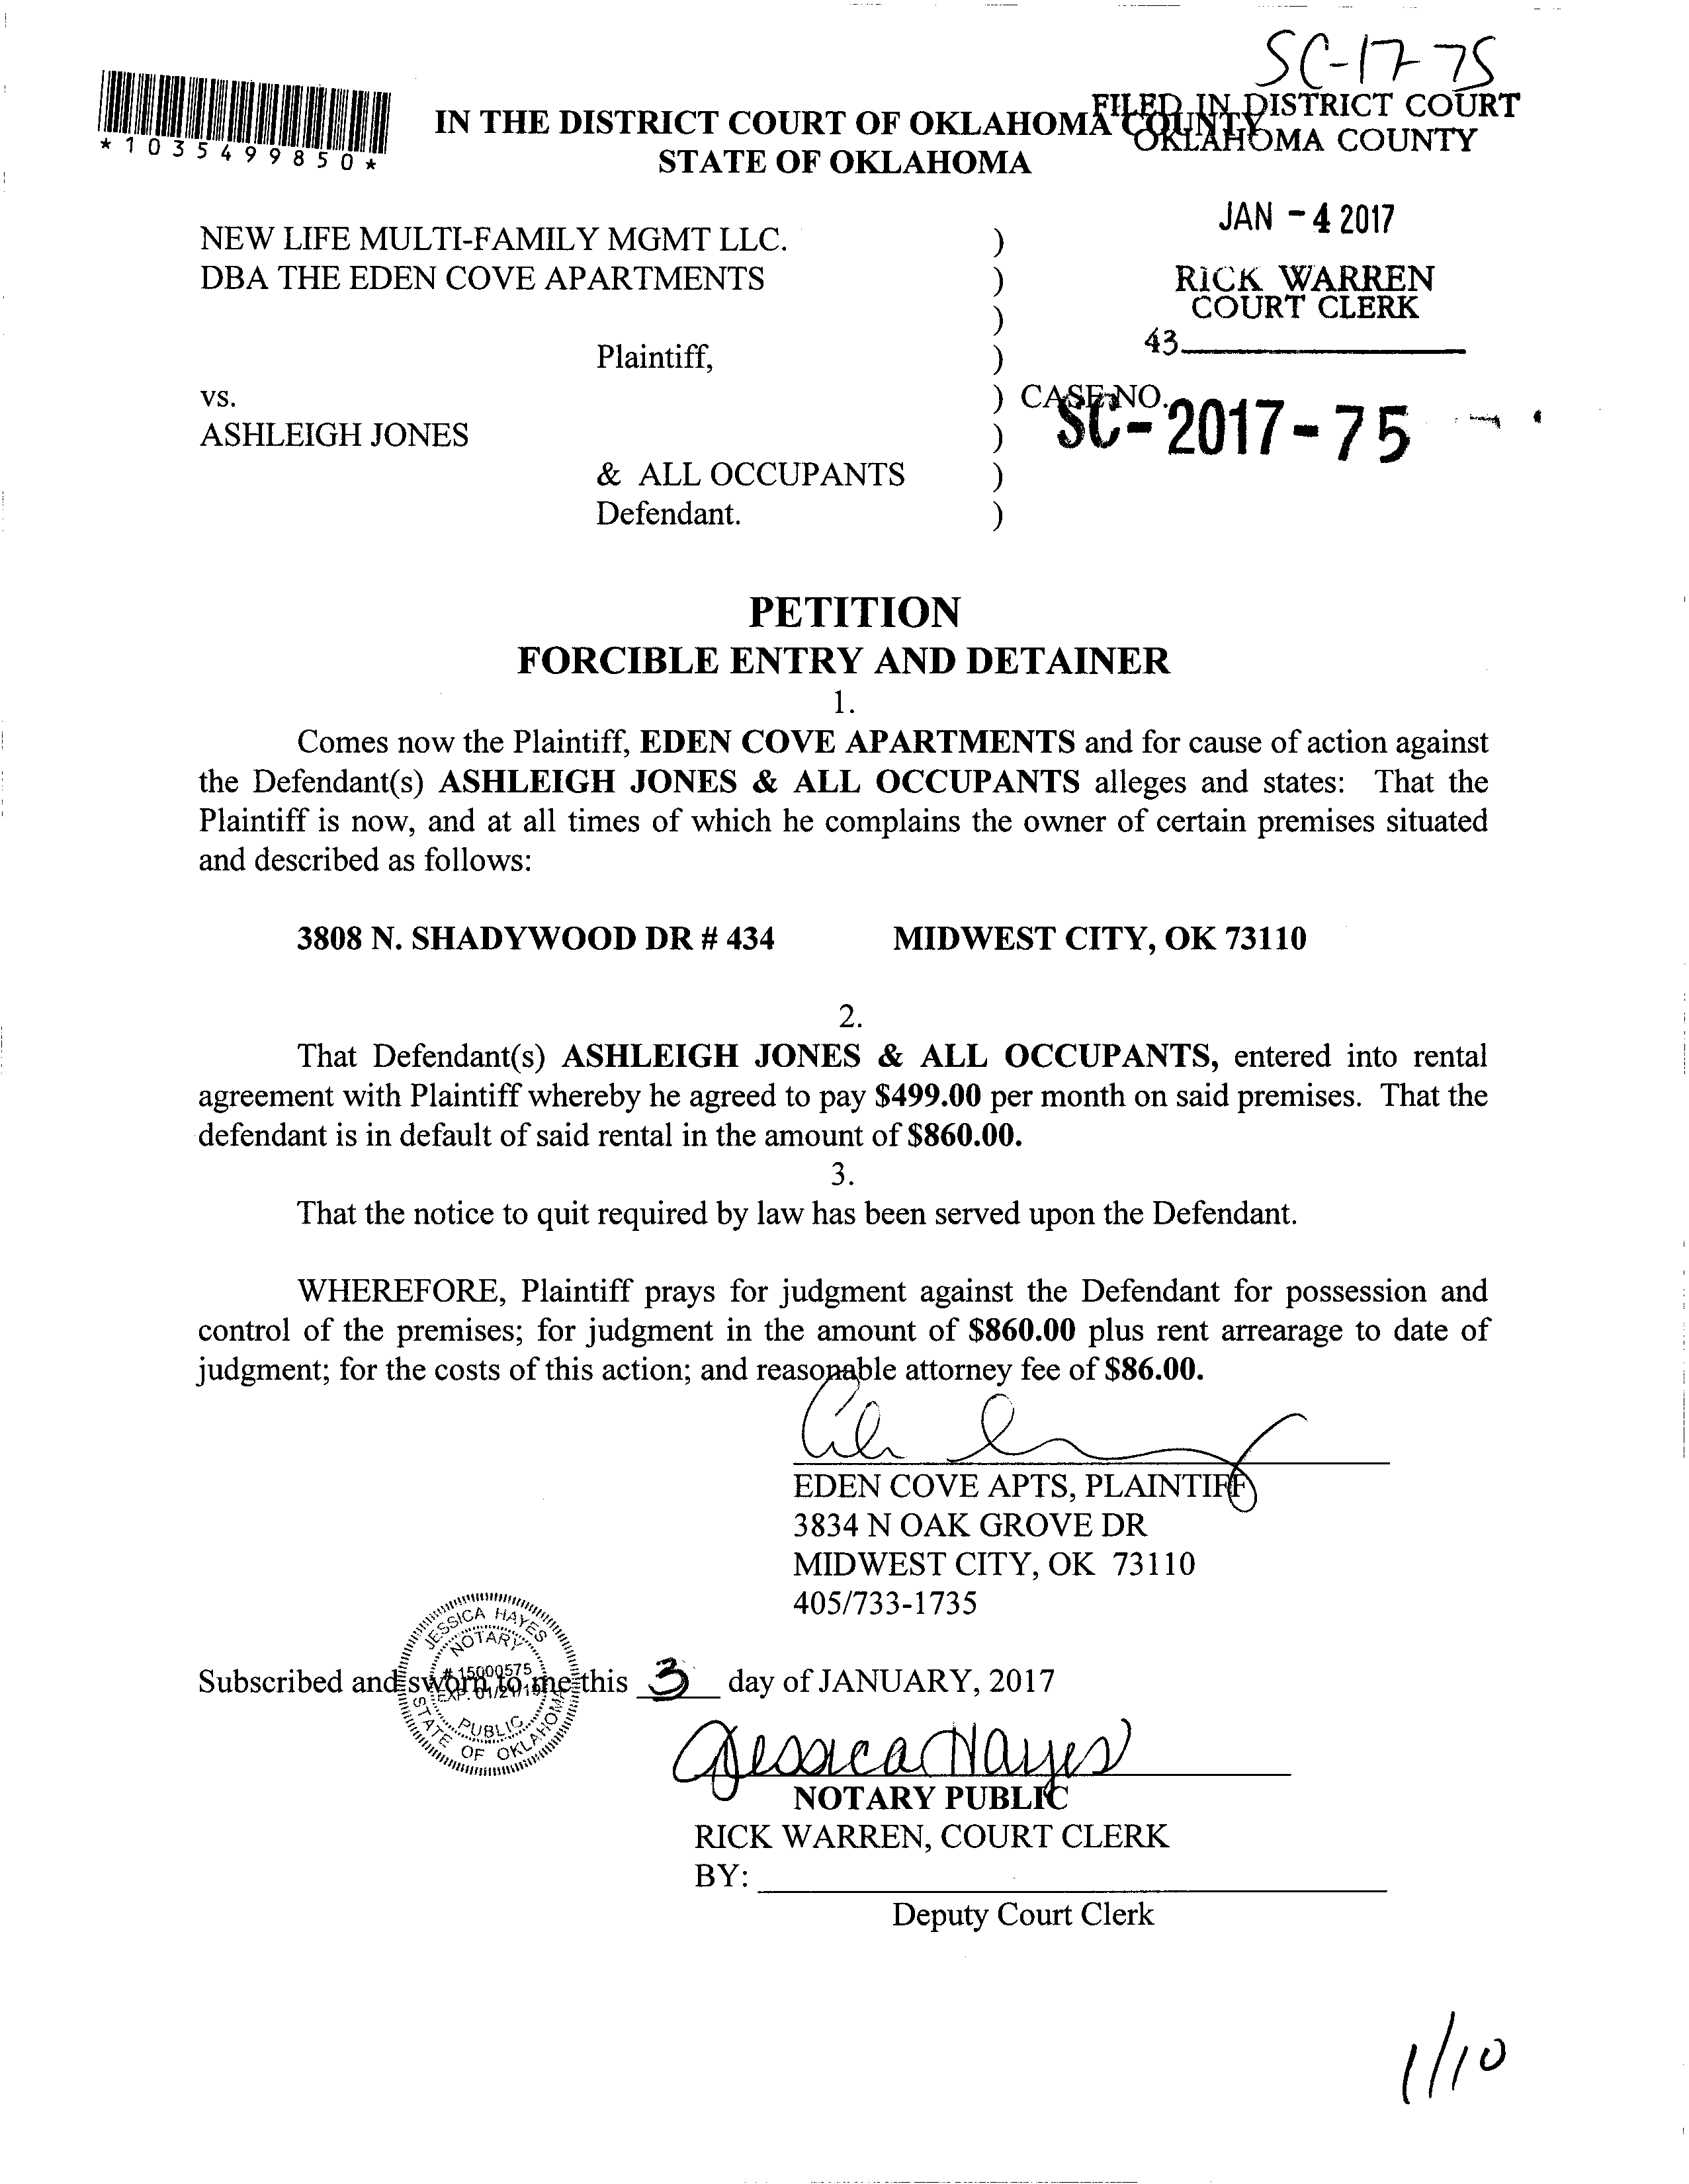 SC-17-75
*1035499850*
IN THE DISTRICT COURT OF OKLAHOMA COUNTY
STATE OF OKLAHOMA
FILED IN DISTRICT COURT
OKLAHOMA COUNTY
JAN - 4 2017
RICK WARREN
COURT CLERK
43
NEW LIFE MULTI-FAMILY MGMT LLC. )
DBA THE EDEN COVE APARTMENTS )
)
Plaintiff, )
vs. ) CASE NO.
SC-2017-75
ASHLEIGH JONES )
& ALL OCCUPANTS )
Defendant. )
PETITION
FORCIBLE ENTRY AND DETAINER
1.
Comes now the Plaintiff, EDEN COVE APARTMENTS and for cause of action against
the Defendant(s) ASHLEIGH JONES & ALL OCCUPANTS alleges and states: That the
Plaintiff is now, and at all times of which he complains the owner of certain premises situated
and described as follows:
3808 N. SHADYWOOD DR # 434 MIDWEST CITY, OK 73110
2.
That Defendant(s) ASHLEIGH JONES & ALL OCCUPANTS, entered into rental
agreement with Plaintiff whereby he agreed to pay $499.00 per month on said premises. That the
defendant is in default of said rental in the amount of $860.00.
3.
That the notice to quit required by law has been served upon the Defendant.
WHEREFORE, Plaintiff prays for judgment against the Defendant for possession and
control of the premises; for judgment in the amount of $860.00 plus rent arrearage to date of
judgment; for the costs of this action; and reasonable attorney fee of $86.00.
EDEN COVE APTS, PLAINTIFF
3834 N OAK GROVE DR
MIDWEST CITY, OK 73110
405/733-1735
JESSICA HAYES
NOTARY
# 15000575
EXP. 01/21/19
PUBLIC
STATE OF OKLAHOMA
Subscribed and sworn to me this 3 day of JANUARY, 2017
Jessica Hayes
NOTARY PUBLIC
RICK WARREN, COURT CLERK
BY:
Deputy Court Clerk
1/10